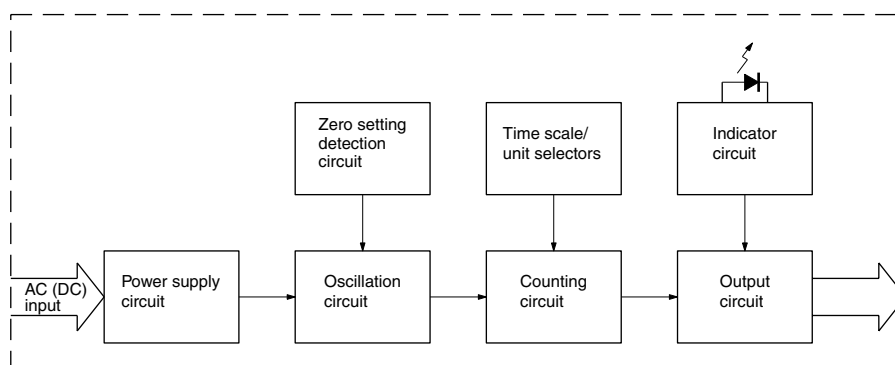 Zero setting
detection
circuit
Time scale/
unit selectors
Indicator
circuit
AC (DC)
input
Power supply
circuit
Oscillation
circuit
Counting
circuit
Output
circuit